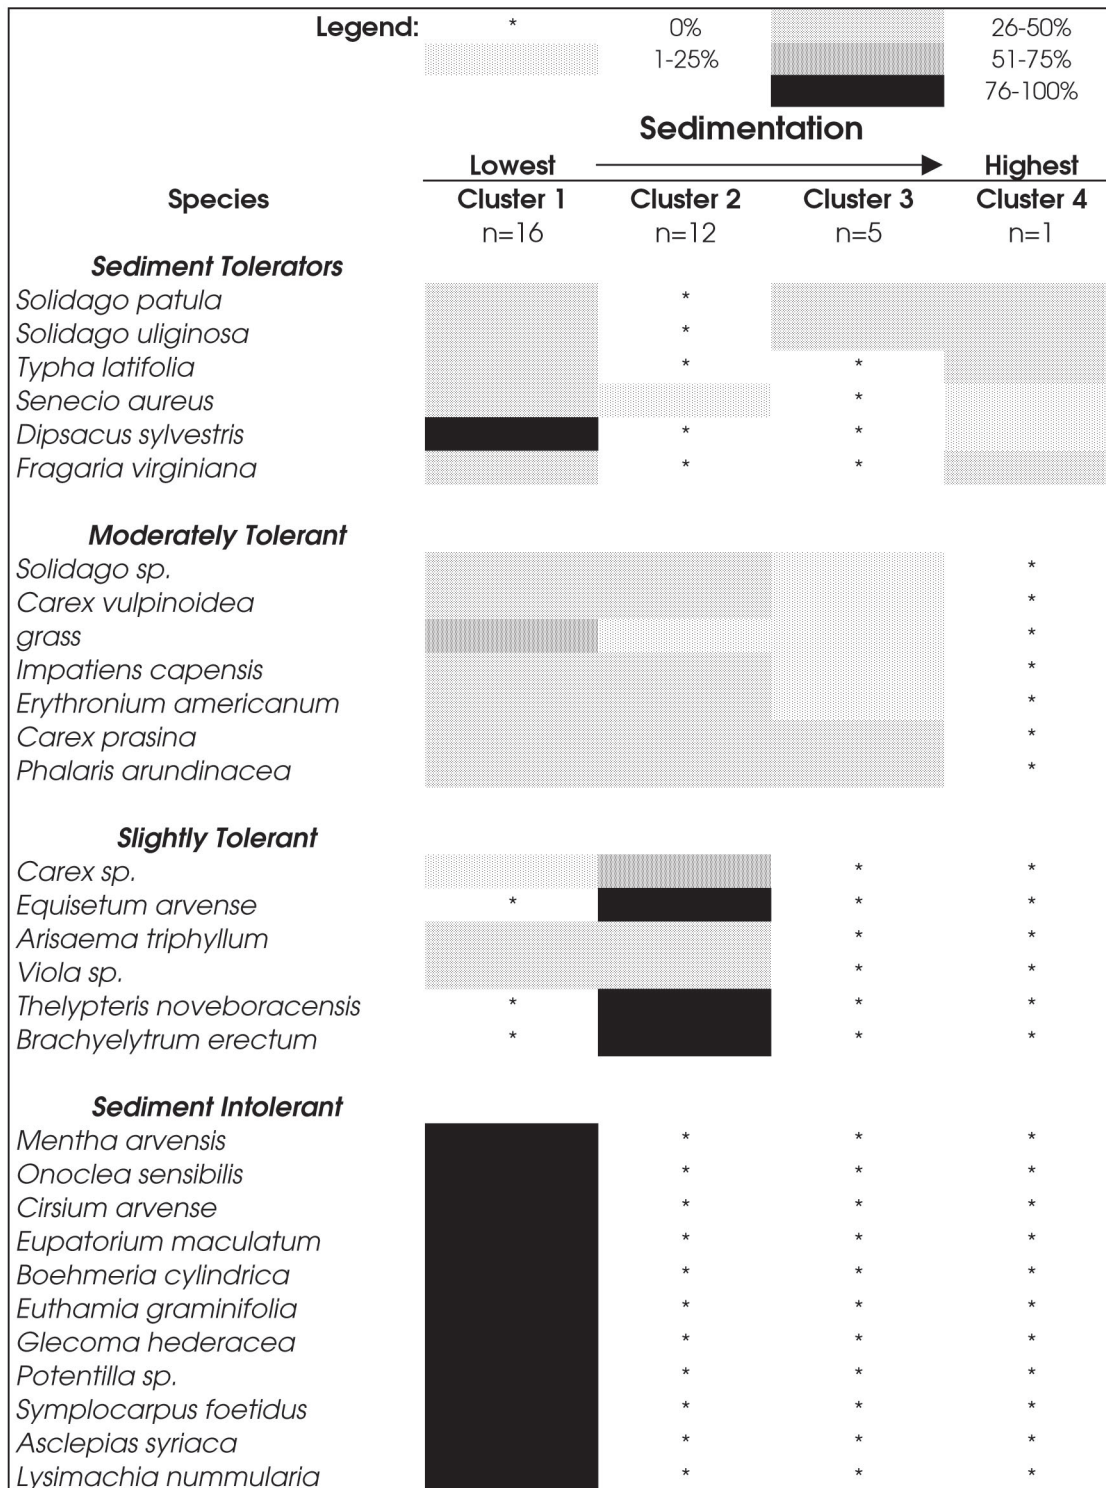 Legend: * 0% 26-50%
1-25% 51-75%
76-100%
Sedimentation
Lowest Highest
Species Cluster 1 Cluster 2 Cluster 3 Cluster 4
n=16 n=12 n=5 n=1
Sediment Tolerators
Solidago patula *
Solidago uliginosa *
Typha latifolia * *
Senecio aureus *
Dipsacus sylvestris * *
Fragaria virginiana * *
Moderately Tolerant
Solidago sp. *
Carex vulpinoidea *
grass *
Impatiens capensis *
Erythronium americanum *
Carex prasina *
Phalaris arundinacea *
Slightly Tolerant
Carex sp. * *
Equisetum arvense * * *
Arisaema triphyllum * *
Viola sp. * *
Thelypteris noveboracensis * * *
Brachyelytrum erectum * * *
Sediment Intolerant
Mentha arvensis * * *
Onoclea sensibilis * * *
Cirsium arvense * * *
Eupatorium maculatum * * *
Boehmeria cylindrica * * *
Euthamia graminifolia * * *
Glecoma hederacea * * *
Potentilla sp. * * *
Symplocarpus foetidus * * *
Asclepias syriaca * * *
Lysimachia nummularia * * *